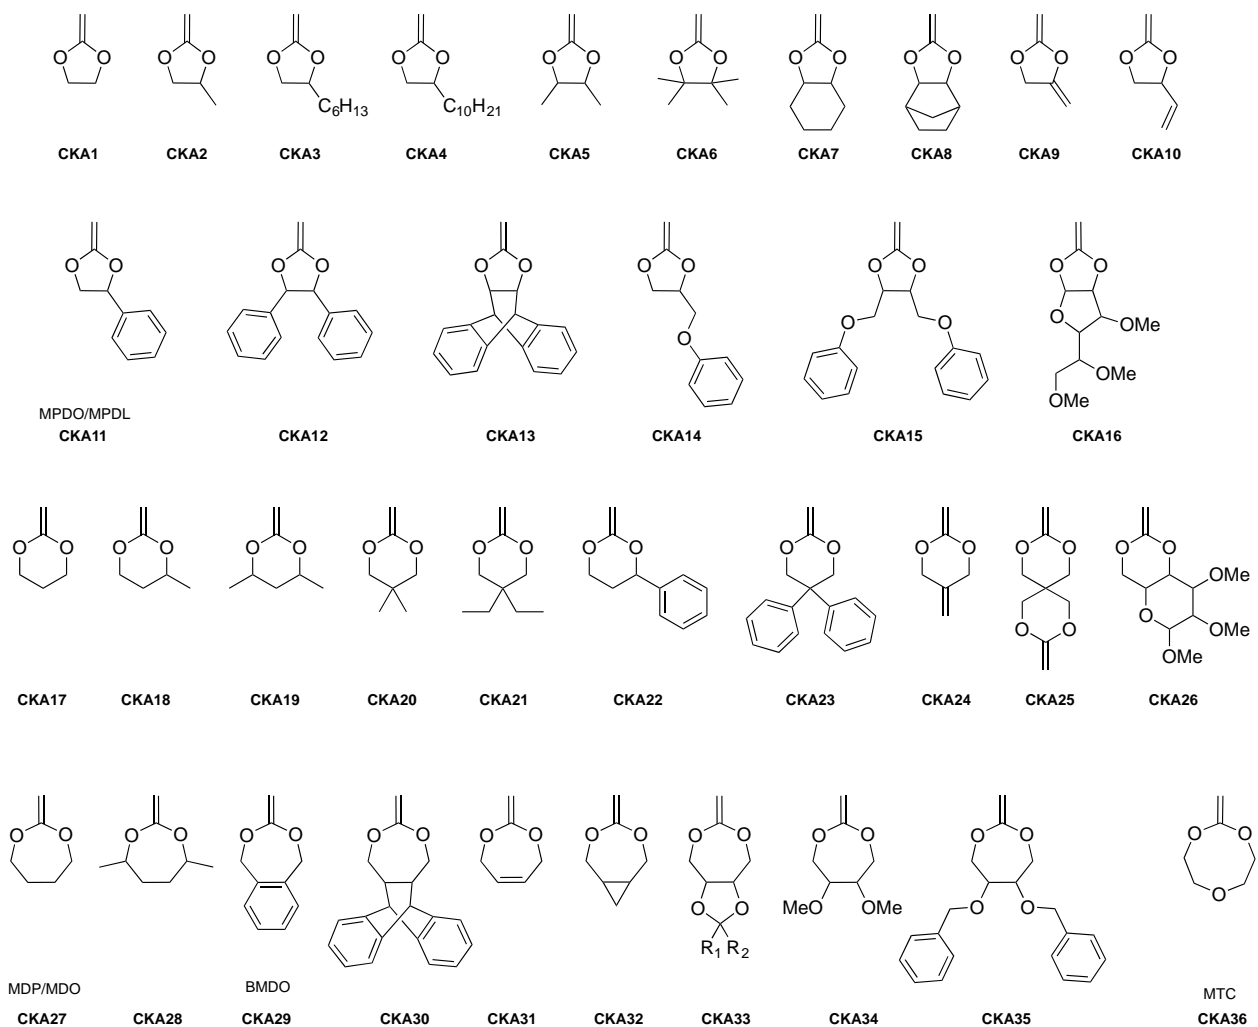 O O O O O O O O O O O O O O O O O O O O
C6H13 C10H21
CKA1 CKA2 CKA3 CKA4 CKA5 CKA6 CKA7 CKA8 CKA9 CKA10
O O O O O O O O O O O O
O O O O OMe
O OMe
OMe
MPDO/MPDL
CKA11 CKA12 CKA13 CKA14 CKA15 CKA16
O O O O O O O O O O O O O O O O O O O O
OMe
O O O OMe
OMe
CKA17 CKA18 CKA19 CKA20 CKA21 CKA22 CKA23 CKA24 CKA25 CKA26
O O O O O O O O O O O O O O O O O O O O
O O MeO OMe O O O
R1 R2
MDP/MDO BMDO MTC
CKA27 CKA28 CKA29 CKA30 CKA31 CKA32 CKA33 CKA34 CKA35 CKA36